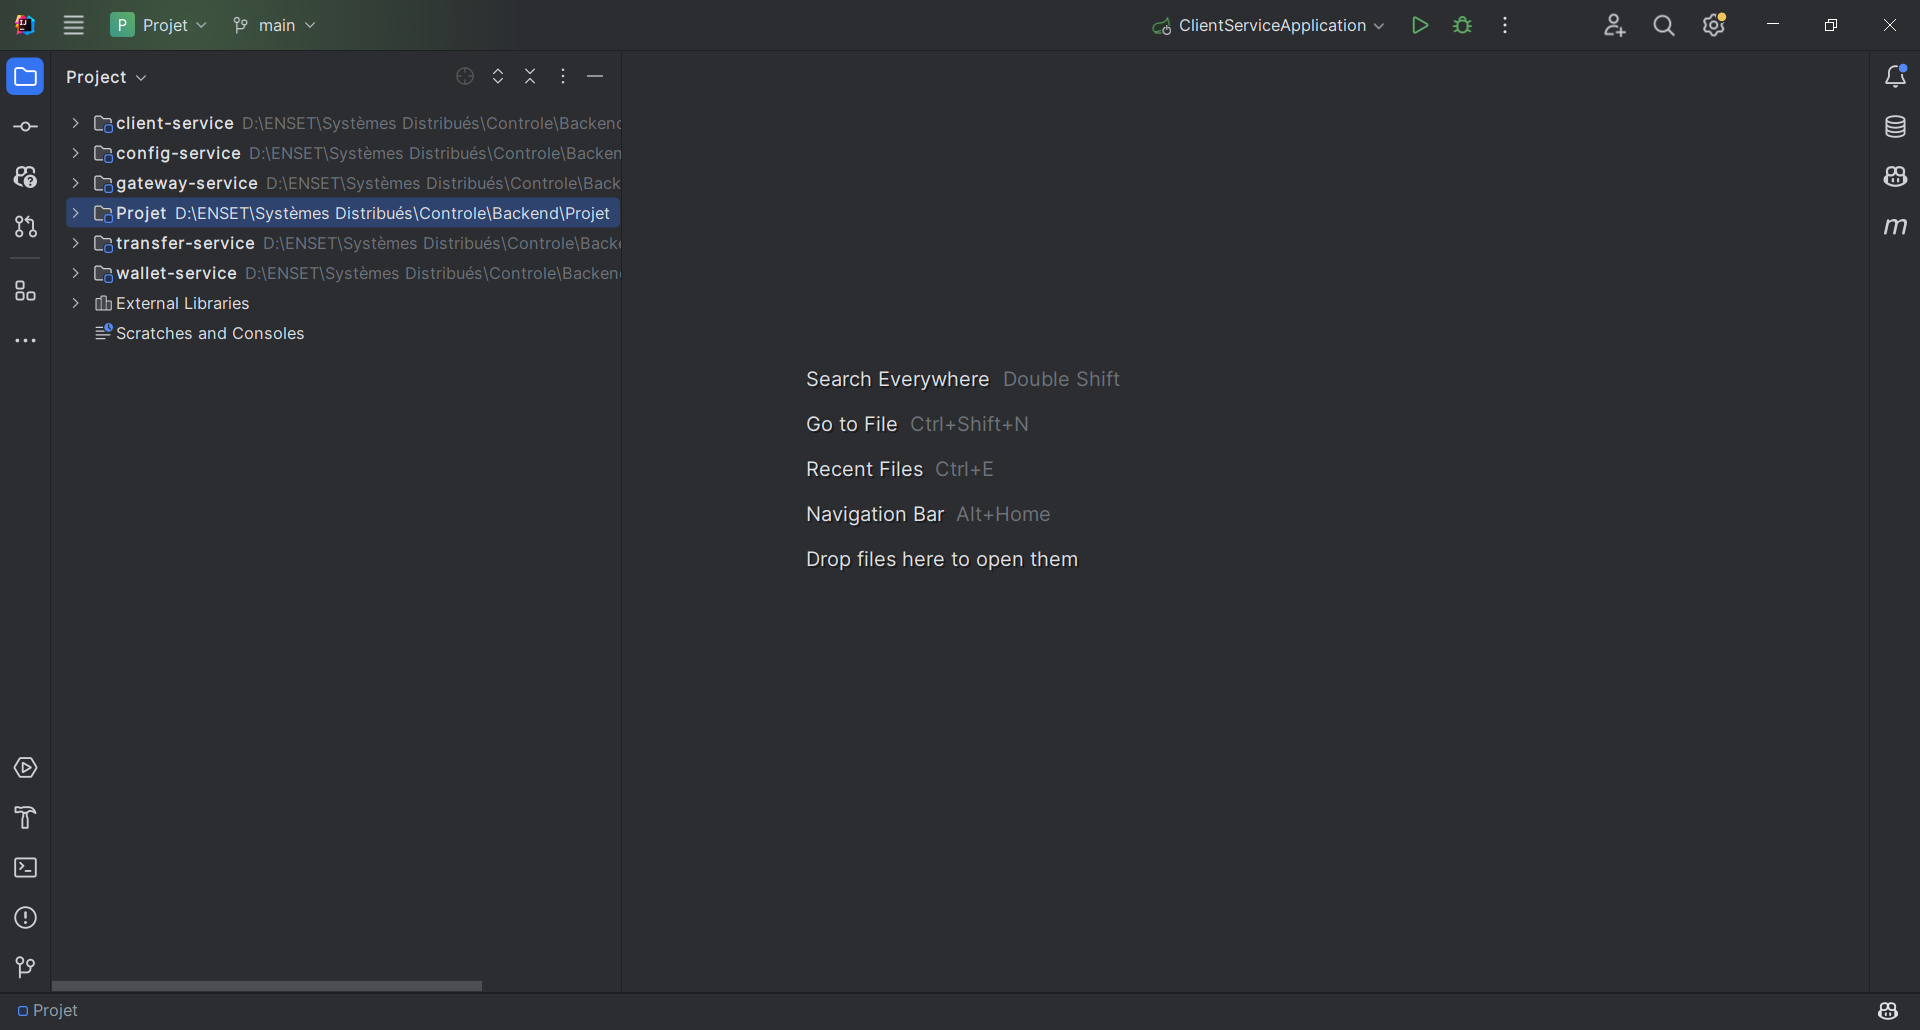 P Projet main ClientServiceApplication
Project
client-service D:\ENSET\Systèmes Distribués\Controle\Backend
config-service D:\ENSET\Systèmes Distribués\Controle\Backen
gateway-service D:\ENSET\Systèmes Distribués\Controle\Back
Projet D:\ENSET\Systèmes Distribués\Controle\Backend\Projet
transfer-service D:\ENSET\Systèmes Distribués\Controle\Backe
wallet-service D:\ENSET\Systèmes Distribués\Controle\Backen
External Libraries
Scratches and Consoles
Search Everywhere Double Shift
Go to File Ctrl+Shift+N
Recent Files Ctrl+E
Navigation Bar Alt+Home
Drop files here to open them
m
Projet